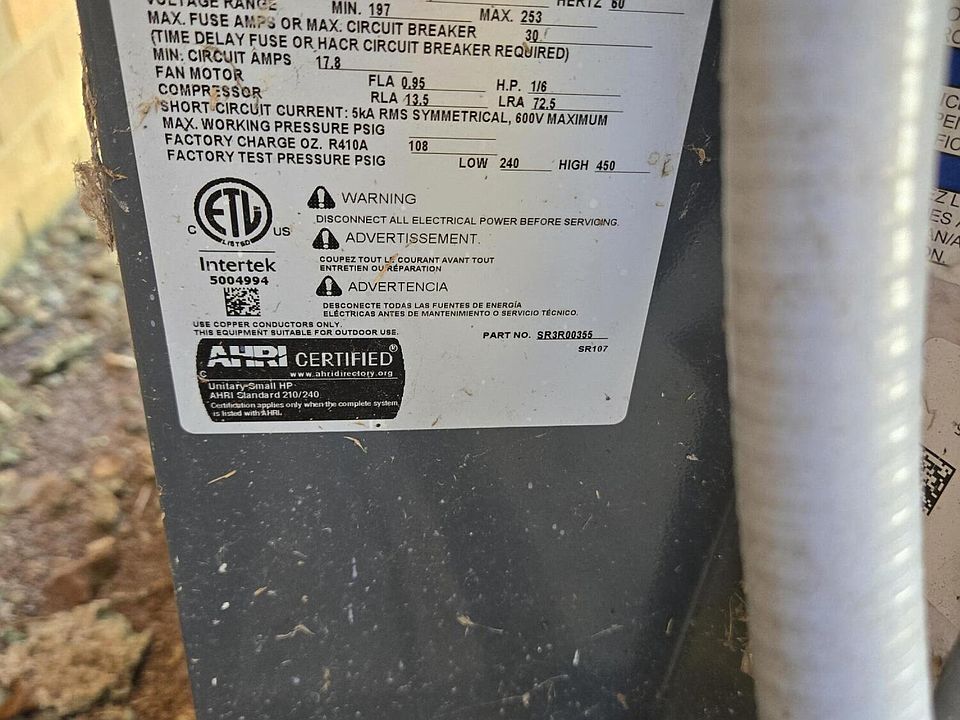 VOLTAGE RANGE MIN. 197 MAX. 253 HERTZ 60
MAX. FUSE AMPS OR MAX. CIRCUIT BREAKER 30
(TIME DELAY FUSE OR HACR CIRCUIT BREAKER REQUIRED)
MIN. CIRCUIT AMPS 17.8
FAN MOTOR FLA 0.95 H.P. 1/6
COMPRESSOR RLA 13.5 LRA 72.5
SHORT CIRCUIT CURRENT: 5kA RMS SYMMETRICAL, 600V MAXIMUM
MAX. WORKING PRESSURE PSIG
FACTORY CHARGE OZ. R410A 108
FACTORY TEST PRESSURE PSIG LOW 240 HIGH 450
ETL
LISTED
C US
Intertek
5004994
WARNING
DISCONNECT ALL ELECTRICAL POWER BEFORE SERVICING.
ADVERTISSEMENT.
COUPEZ TOUT LE COURANT AVANT TOUT
ENTRETIEN OU RÉPARATION
ADVERTENCIA
DESCONECTE TODAS LAS FUENTES DE ENERGÍA
ELÉCTRICAS ANTES DE MANTENIMIENTO O SERVICIO TÉCNICO.
USE COPPER CONDUCTORS ONLY.
THIS EQUIPMENT SUITABLE FOR OUTDOOR USE.
PART NO. SR3R00355
SR107
AHRI CERTIFIED
C
www.ahridirectory.org
Unitary Small HP
AHRI Standard 210/240
Certification applies only when the complete system
is listed with AHRI.